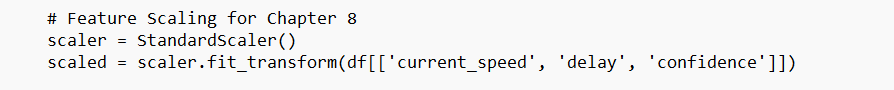 # Feature Scaling for Chapter 8
scaler = StandardScaler()
scaled = scaler.fit_transform(df[['current_speed', 'delay', 'confidence']])